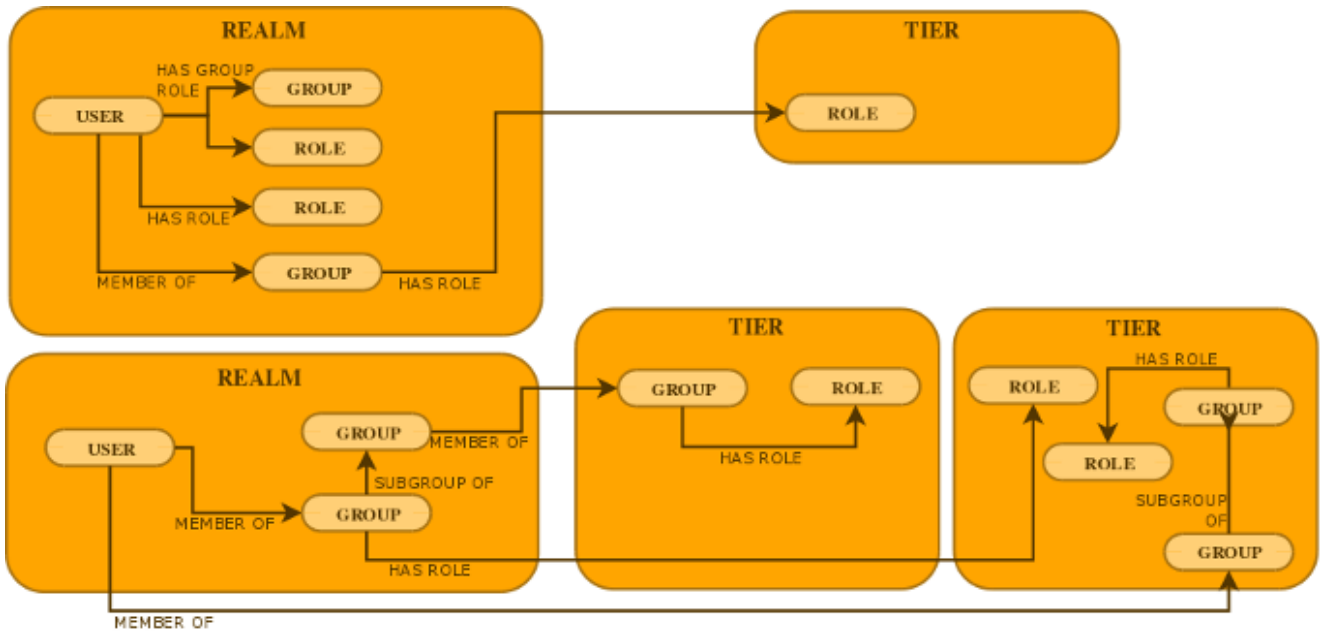 REALM
HAS GROUP
ROLE
GROUP
USER
ROLE
HAS ROLE
ROLE
MEMBER OF
GROUP
HAS ROLE
TIER
ROLE
REALM
USER
GROUP
MEMBER OF
SUBGROUP OF
MEMBER OF
GROUP
HAS ROLE
MEMBER OF
TIER
GROUP
ROLE
HAS ROLE
TIER
HAS ROLE
ROLE
GROUP
ROLE
SUBGROUP
OF
GROUP